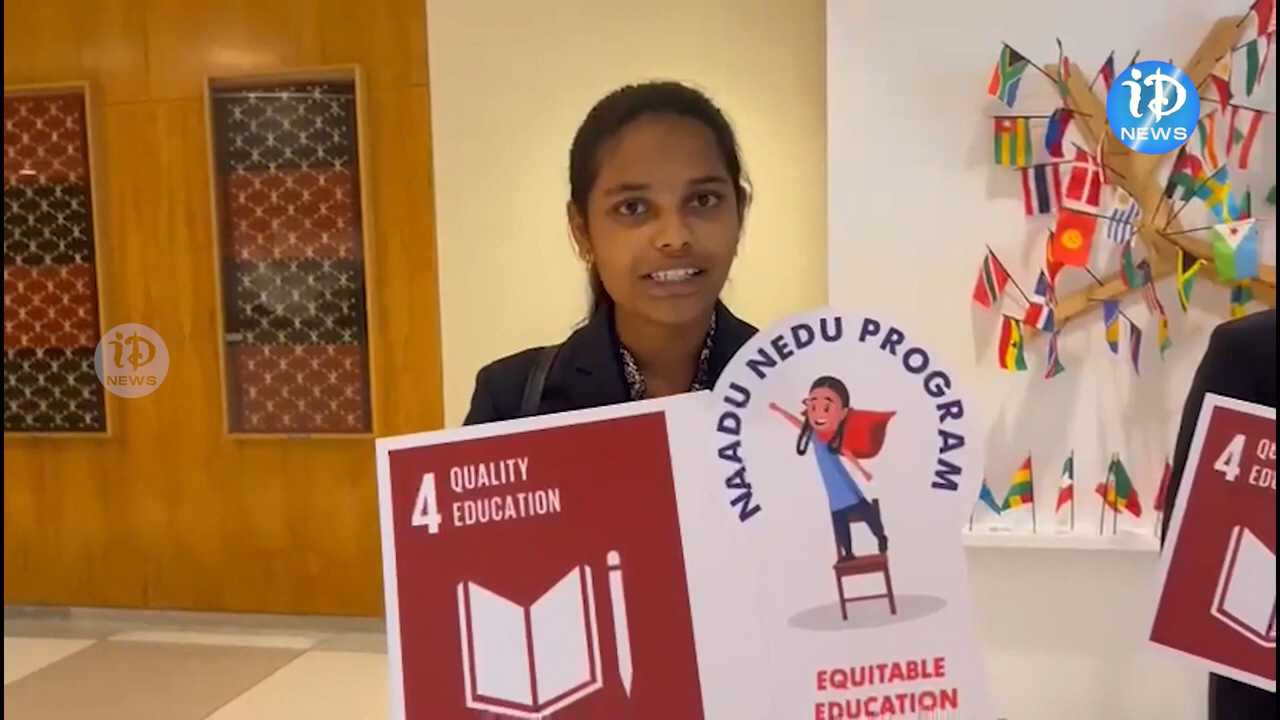 iD
NEWS
iD
NEWS
NAADU NEDU PROGRAM
4 QUALITY
EDUCATION
EQUITABLE
EDUCATION
4